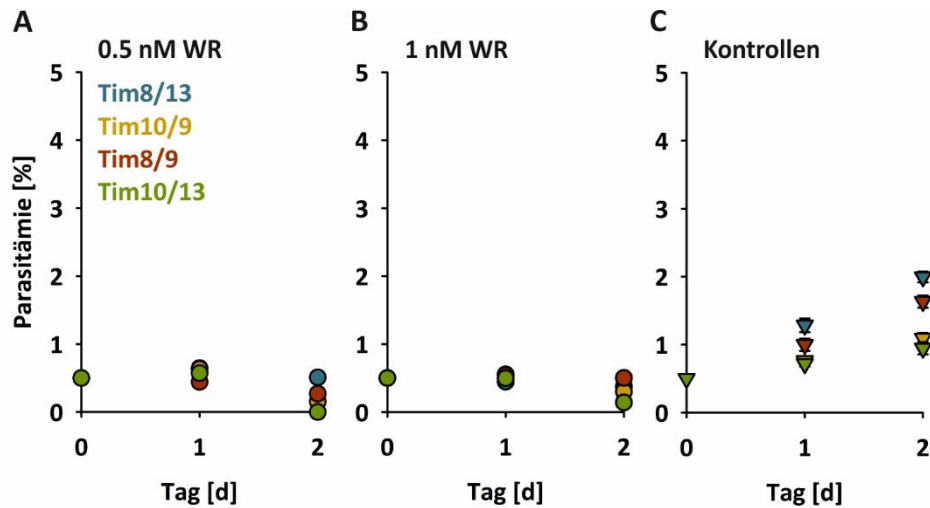 A
0.5 nM WR
B
1 nM WR
C
Kontrollen
Parasitämie [%]
5
4
3
2
1
0
Tim8/13
Tim10/9
Tim8/9
Tim10/13
0 1 2
Tag [d]
5
4
3
2
1
0
0 1 2
Tag [d]
5
4
3
2
1
0
0 1 2
Tag [d]